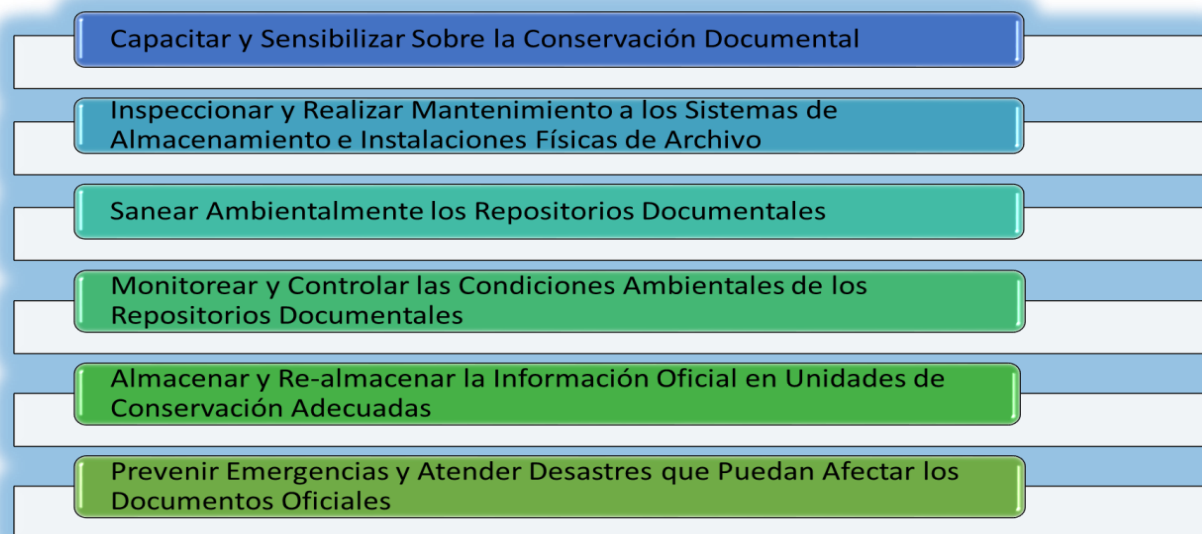 Capacitar y Sensibilizar Sobre la Conservación Documental
Inspeccionar y Realizar Mantenimiento a los Sistemas de
Almacenamiento e Instalaciones Físicas de Archivo
Sanear Ambientalmente los Repositorios Documentales
Monitorear y Controlar las Condiciones Ambientales de los
Repositorios Documentales
Almacenar y Re-almacenar la Información Oficial en Unidades de
Conservación Adecuadas
Prevenir Emergencias y Atender Desastres que Puedan Afectar los
Documentos Oficiales